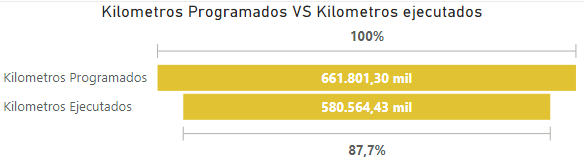 Kilometros Programados VS Kilometros ejecutados
100%
Kilometros Programados 661.801,30 mil
Kilometros Ejecutados 580.564,43 mil
87,7%